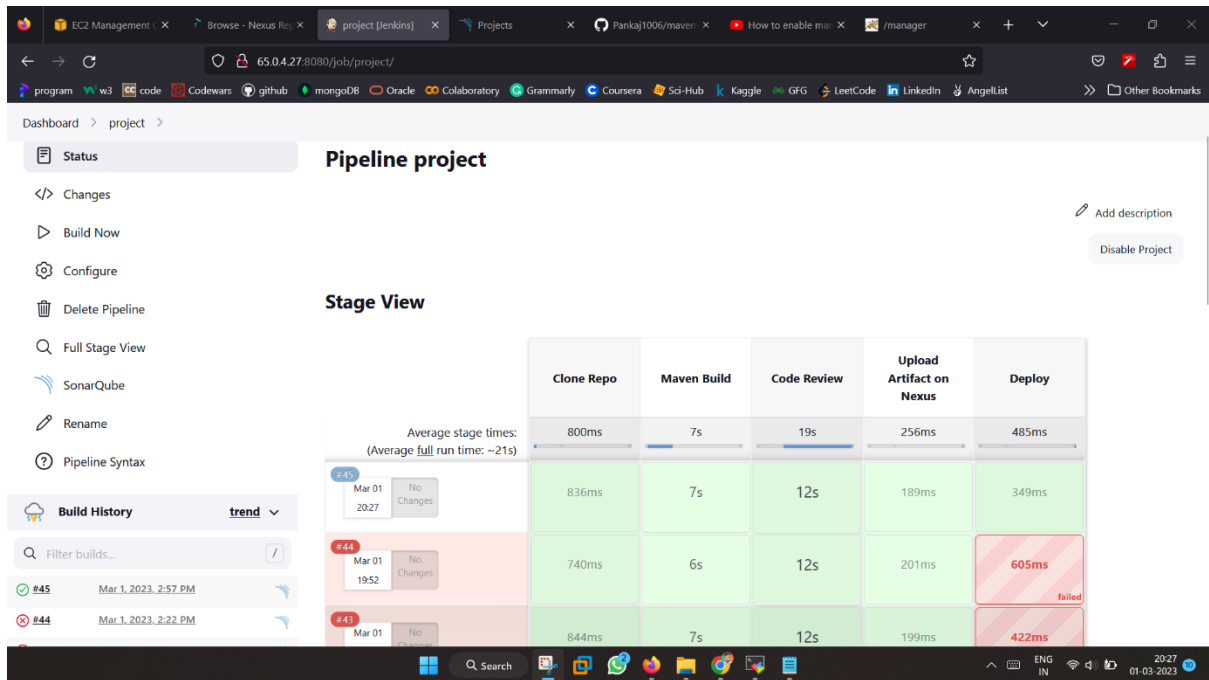 EC2 Management C
Browse - Nexus Rep
project [Jenkins]
Projects
Pankaj1006/maven-
How to enable man
/manager
65.0.4.27:8080/job/project/
program
w3
code
Codewars
github
mongoDB
Oracle
Colaboratory
Grammarly
Coursera
Sci-Hub
Kaggle
GFG
LeetCode
LinkedIn
AngelList
Other Bookmarks
Dashboard > project >
Status
Changes
Build Now
Configure
Delete Pipeline
Full Stage View
SonarQube
Rename
Pipeline Syntax
Build History
trend
Filter builds...
/
#45 Mar 1, 2023, 2:57 PM
#44 Mar 1, 2023, 2:22 PM
Pipeline project
Add description
Disable Project
Stage View
Clone Repo
Maven Build
Code Review
Upload
Artifact on
Nexus
Deploy
Average stage times:
(Average full run time: ~21s)
800ms 7s 19s 256ms 485ms
#45
Mar 01
20:27
No
Changes
836ms 7s 12s 189ms 349ms
#44
Mar 01
19:52
No
Changes
740ms 6s 12s 201ms 605ms
failed
#43
Mar 01
No
Changes
844ms 7s 12s 199ms 422ms
Search
2
ENG
IN
20:27
01-03-2023
10